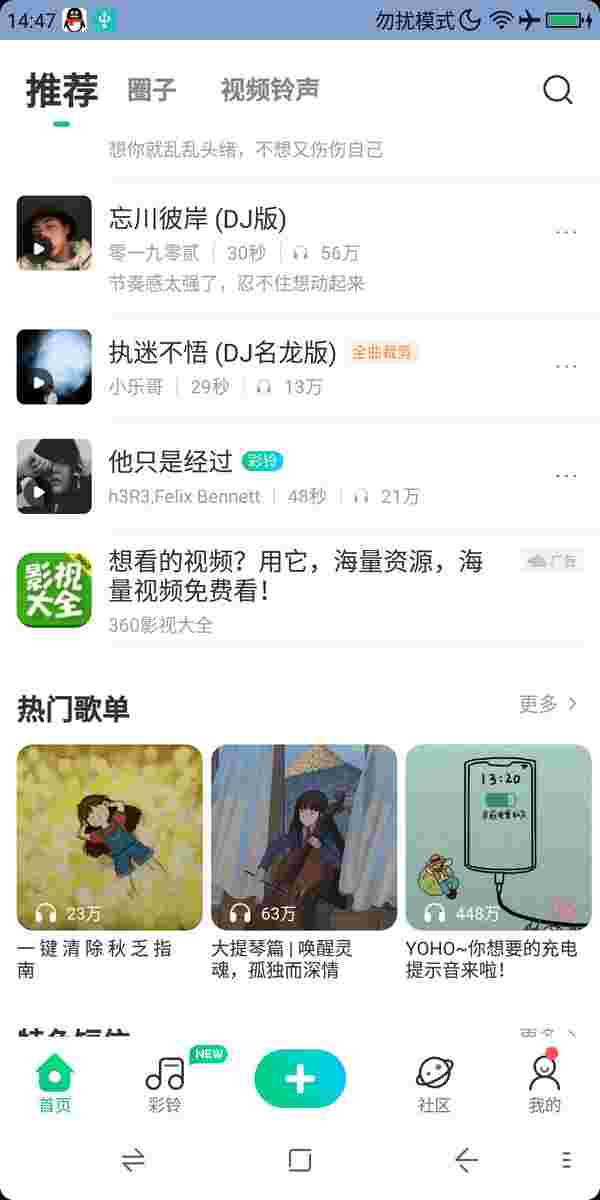 14:47
勿扰模式
推荐
圈子
视频铃声
想你就乱乱头绪，不想又伤伤自己
忘川彼岸 (DJ版)
零一九零贰
30秒
56万
节奏感太强了，忍不住想动起来
执迷不悟 (DJ名龙版)
全曲裁剪
小乐哥
29秒
13万
他只是经过
彩铃
h3R3,Felix Bennett
48秒
21万
影视
大全
想看的视频？用它，海量资源，海
量视频免费看！
广告
360影视大全
热门歌单
更多
13:20
23万
63万
448万
一键清除秋乏指
南
大提琴篇 | 唤醒灵
魂，孤独而深情
YOHO~你想要的充电
提示音来啦！
更多
NEW
首页
彩铃
社区
我的